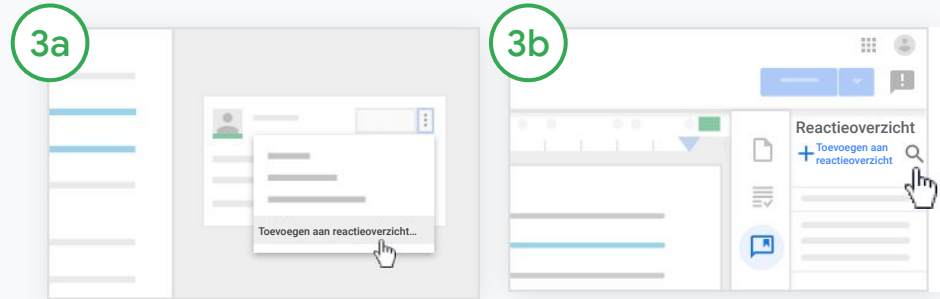 3a
Toevoegen aan reactieoverzicht...
3b
Reactieoverzicht
Toevoegen aan
reactieoverzicht